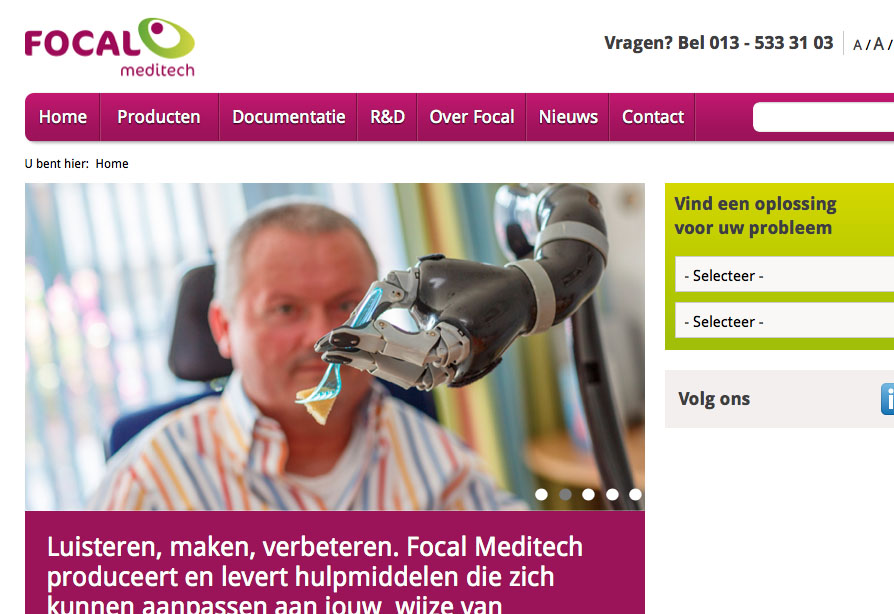 FOCAL
meditech
Vragen? Bel 013 - 533 31 03
A / A /
Home Producten Documentatie R&D Over Focal Nieuws Contact
U bent hier: Home
Vind een oplossing
voor uw probleem
- Selecteer -
- Selecteer -
Volg ons
Luisteren, maken, verbeteren. Focal Meditech
produceert en levert hulpmiddelen die zich
kunnen aanpassen aan jouw wijze van